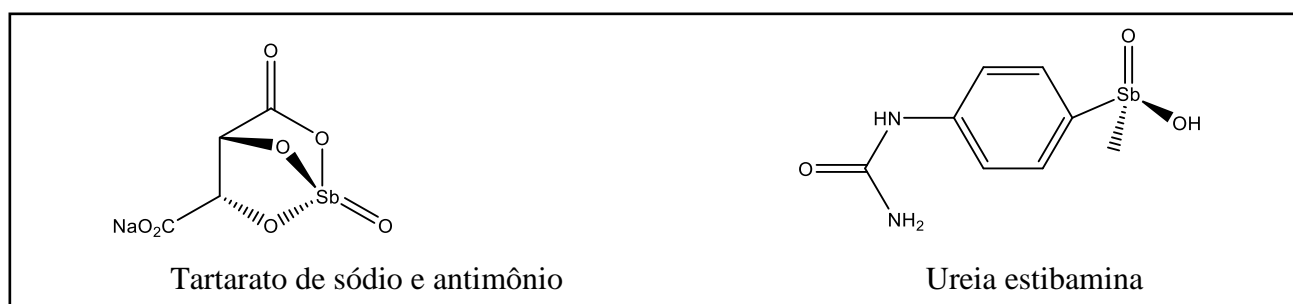 O
O
O
Sb
O
O
NaO₂C
Tartarato de sódio e antimônio
O
Sb
OH
HN
O
NH₂
Ureia estibamina